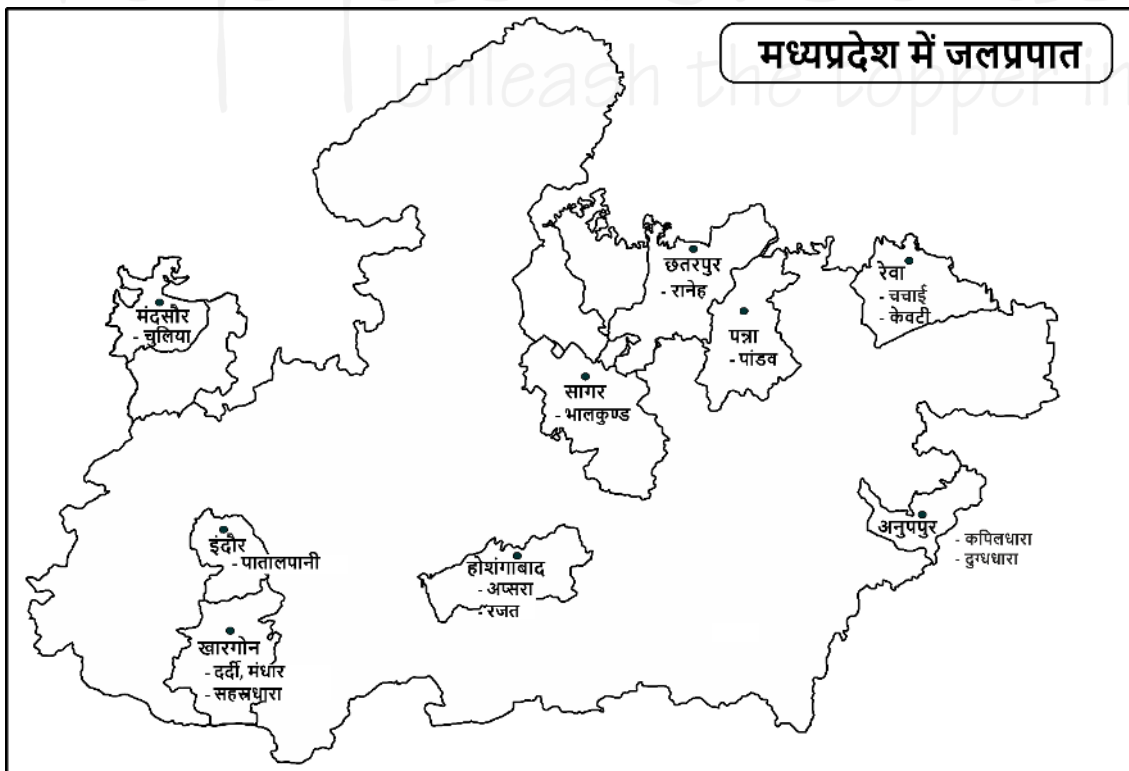 मध्यप्रदेश में जलप्रपात
Unleash the topper in
छतरपुर
- रानेह
रेवा
- चचाई
- केवटी
मंदसौर
- चुलिया
पन्ना
- पांडव
सागर
- भालकुण्ड
अनुपपुर
- कपिलधारा
- दुग्धधारा
इंदौर
- पातालपानी
होशंगाबाद
- अप्सरा
- रजत
खारगोन
- दर्दी, मंधार
- सहस्त्रधारा